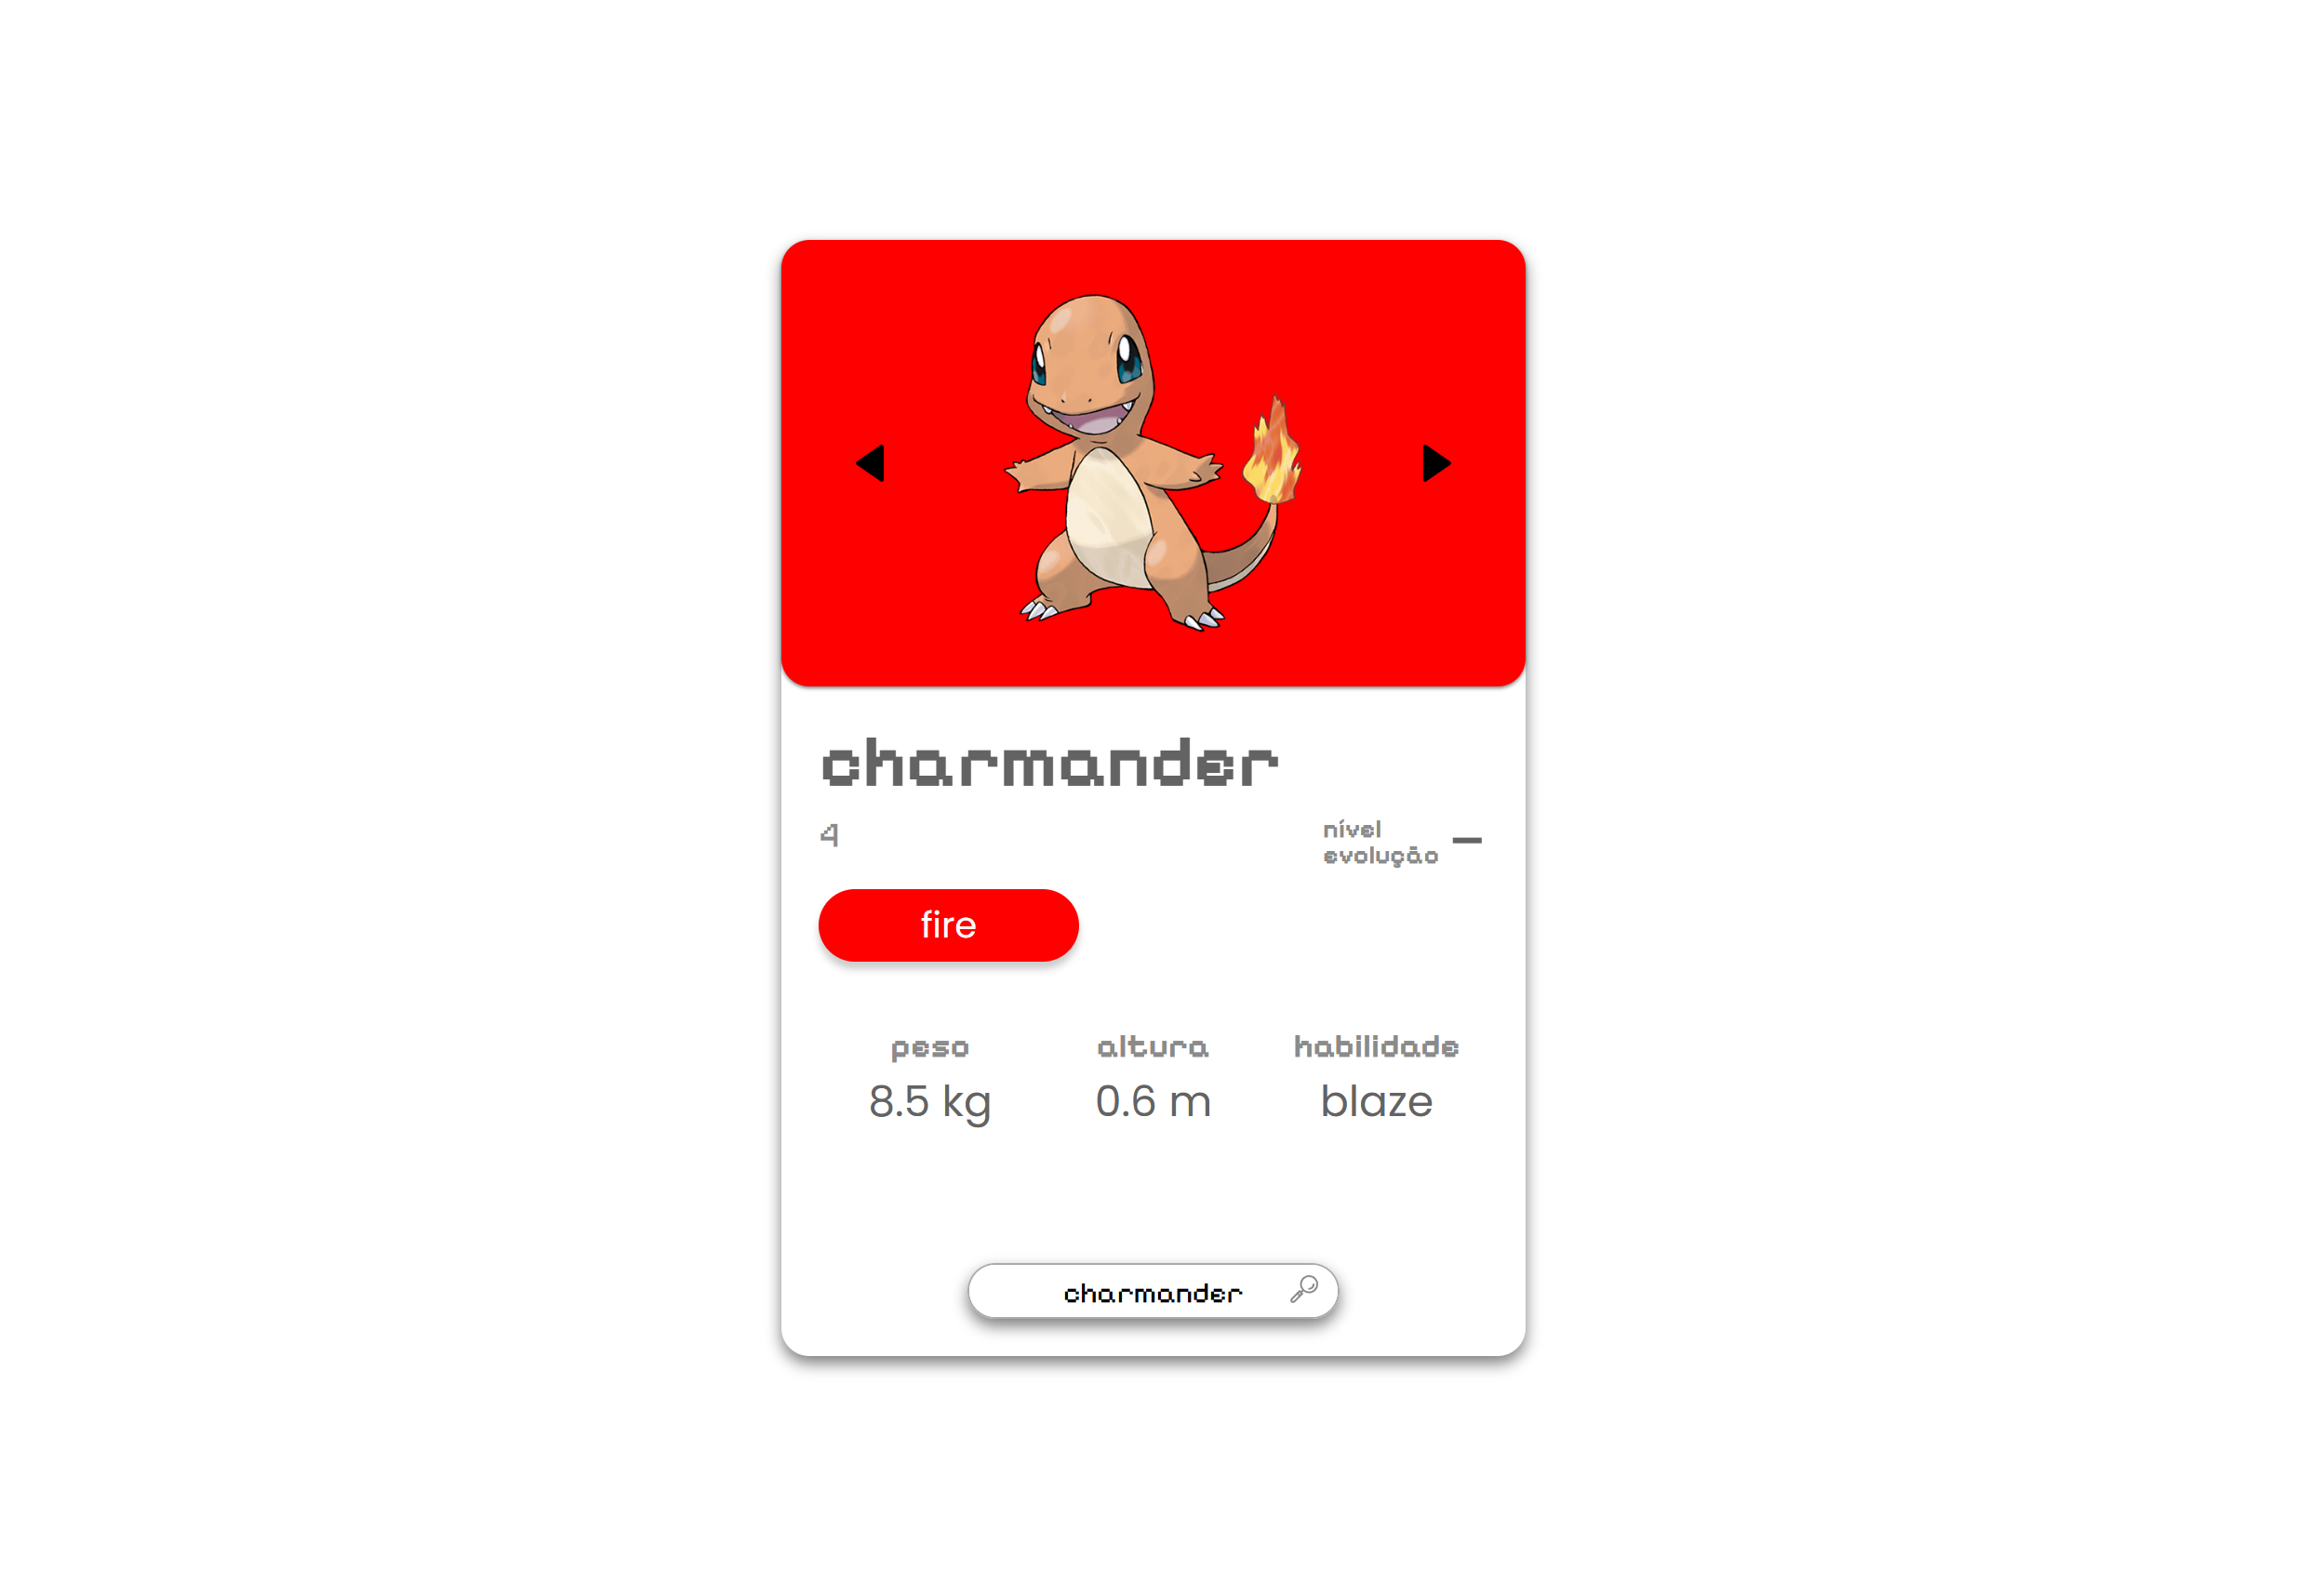 charmander
4
nível
evolução —
fire
peso altura habilidade
8.5 kg 0.6 m blaze
charmander